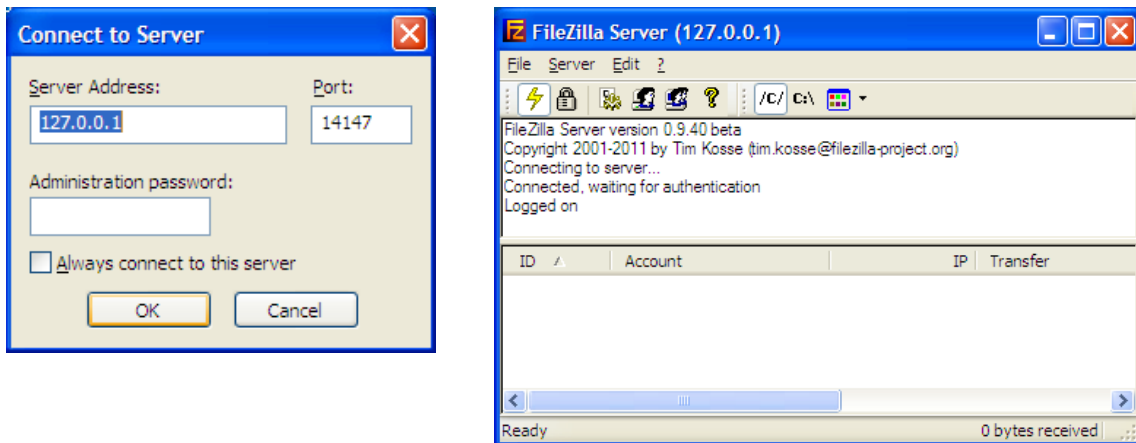 Connect to Server
Server Address: Port:
127.0.0.1 14147
Administration password:
Always connect to this server
OK Cancel
FileZilla Server (127.0.0.1)
File Server Edit ?
/C/ C:\
FileZilla Server version 0.9.40 beta
Copyright 2001-2011 by Tim Kosse (tim.kosse@filezilla-project.org)
Connecting to server...
Connected, waiting for authentication
Logged on
ID Account IP Transfer
Ready 0 bytes received